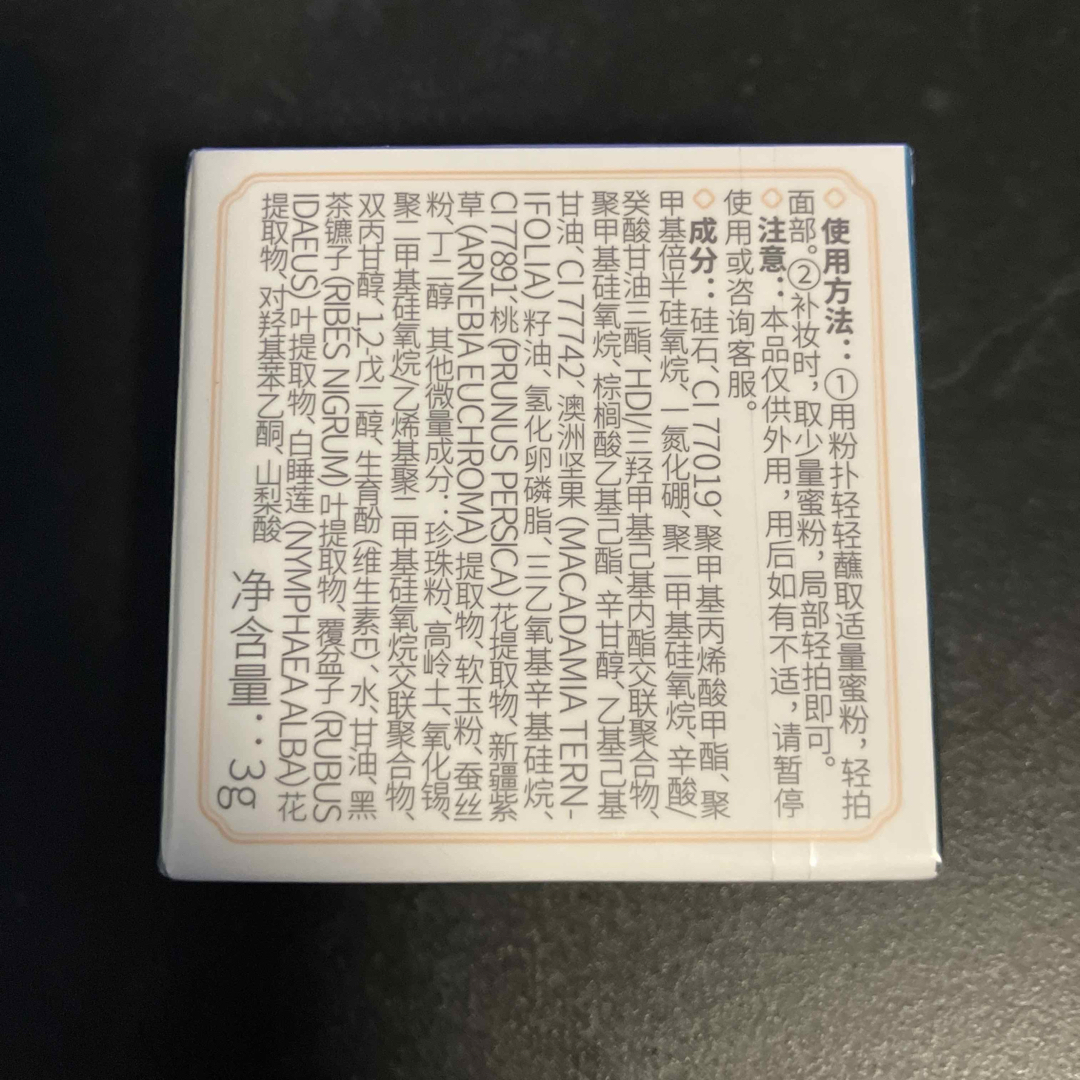 ◇ 使用方法：①用粉扑轻轻蘸取适量蜜粉，轻拍
面部。②补妆时，取少量蜜粉，局部轻拍即可。
◇ 注意：本品仅供外用，用后如有不适，请暂停
使用或咨询客服。
◇ 成分：硅石、CI 77019、聚甲基丙烯酸甲酯、聚
甲基倍半硅氧烷、一氮化硼、聚二甲基硅氧烷、辛酸/
癸酸甘油三酯、HDI/三羟甲基己基内酯交联聚合物、
聚甲基硅氧烷、棕榈酸乙基己酯、辛甘醇、乙基己基
甘油、CI 77742、澳洲坚果 (MACADAMIA TERN-
IFOLIA) 籽油、氢化卵磷脂、三乙氧基辛基硅烷、
CI 77891、桃 (PRUNUS PERSICA) 花提取物、新疆紫
草 (ARNEBIA EUCHROMA) 提取物、软玉粉、蚕丝
粉、丁二醇 其他微量成分：珍珠粉、高岭土、氧化锡、
聚二甲基硅氧烷/乙烯基聚二甲基硅氧烷交联聚合物、
双丙甘醇、1,2-戊二醇、生育酚 (维生素E)、水、甘油、黑
茶镳子 (RIBES NIGRUM) 叶提取物、覆盆子 (RUBUS
IDAEUS) 叶提取物、白睡莲 (NYMPHAEA ALBA) 花
提取物、对羟基苯乙酮、山梨酸
净含量：3g